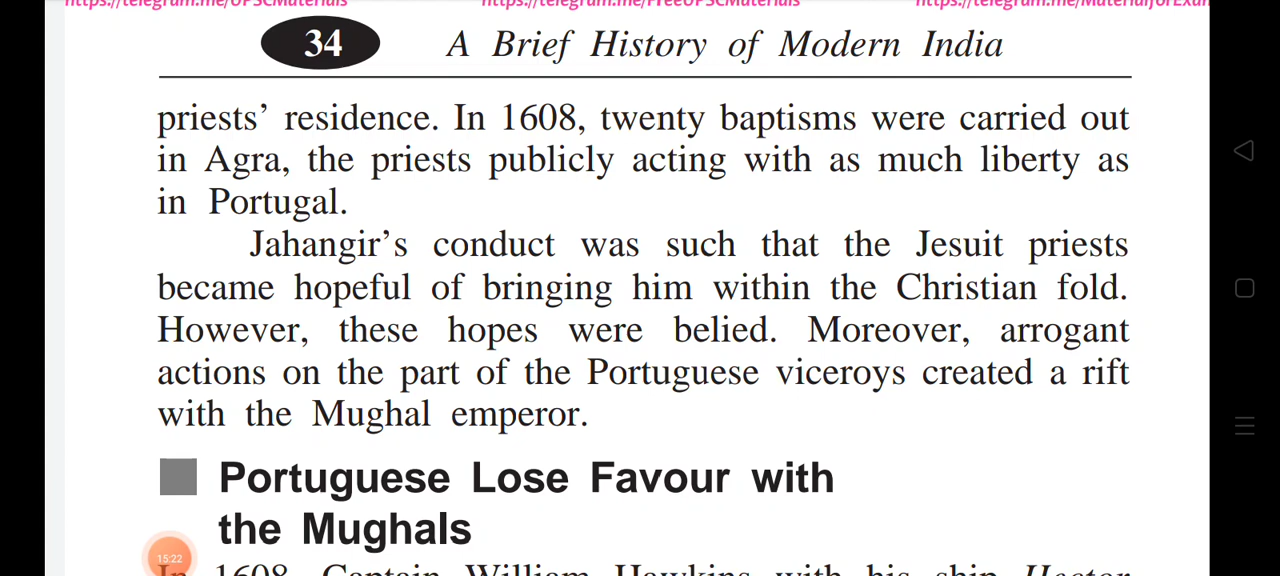 https://telegram.me/UPSCMaterials https://telegram.me/FreeUPSCMaterials
34 A Brief History of Modern India
priests' residence. In 1608, twenty baptisms were carried out
in Agra, the priests publicly acting with as much liberty as
in Portugal.
Jahangir's conduct was such that the Jesuit priests
became hopeful of bringing him within the Christian fold.
However, these hopes were belied. Moreover, arrogant
actions on the part of the Portuguese viceroys created a rift
with the Mughal emperor.
Portuguese Lose Favour with
the Mughals
15:22
In 1608, Captain William Hawkins with his ship Hector